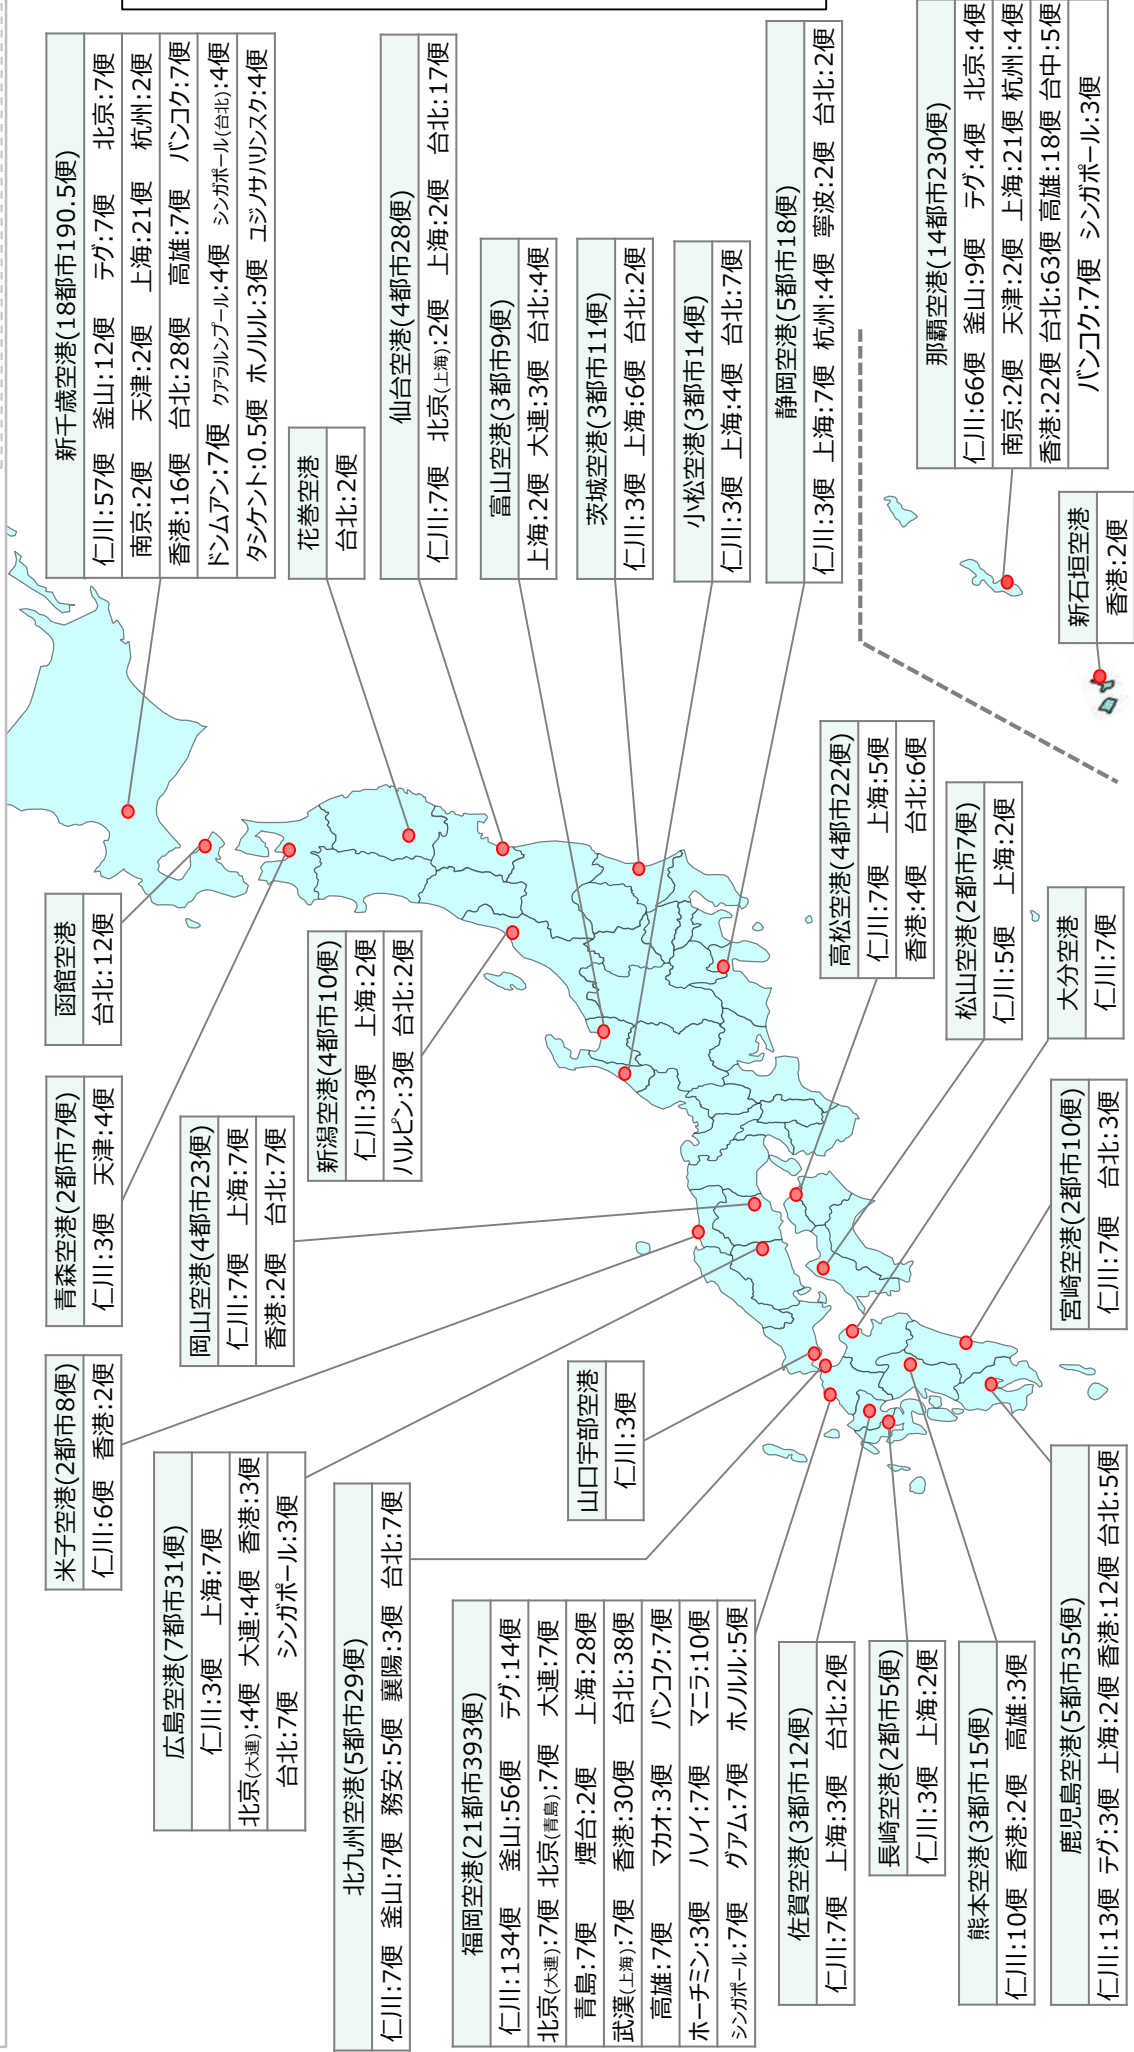 米子空港(2都市8便)
仁川:6便 香港:2便
青森空港(2都市7便)
仁川:3便 天津:4便
函館空港
台北:12便
新千歳空港(18都市190.5便)
仁川:57便 釜山:12便 テグ:7便 北京:7便
南京:2便 天津:2便 上海:21便 杭州:2便
香港:16便 台北:28便 高雄:7便 バンコク:7便
ドンムアン:7便 クアラルンプール:4便 シンガポール(台北):4便
タシケント:0.5便 ホノルル:3便 ユジノサハリンスク:4便
広島空港(7都市31便)
仁川:3便 上海:7便
北京(大連):4便 大連:4便 香港:3便
台北:7便 シンガポール:3便
岡山空港(4都市23便)
仁川:7便 上海:7便
香港:2便 台北:7便
花巻空港
台北:2便
新潟空港(4都市10便)
仁川:3便 上海:2便
ハルピン:3便 台北:2便
仙台空港(4都市28便)
仁川:7便 北京(上海):2便 上海:2便 台北:17便
北九州空港(5都市29便)
仁川:7便 釜山:7便 務安:5便 襄陽:3便 台北:7便
富山空港(3都市9便)
上海:2便 大連:3便 台北:4便
福岡空港(21都市393便)
仁川:134便 釜山:56便 テグ:14便
北京(大連):7便 北京(青島):7便 大連:7便
青島:7便 煙台:2便 上海:28便
武漢(上海):7便 香港:30便 台北:38便
高雄:7便 マカオ:3便 バンコク:7便
ホーチミン:3便 ハノイ:7便 マニラ:10便
シンガポール:7便 グアム:7便 ホノルル:5便
山口宇部空港
仁川:3便
茨城空港(3都市11便)
仁川:3便 上海:6便 台北:2便
小松空港(3都市14便)
仁川:3便 上海:4便 台北:7便
静岡空港(5都市18便)
仁川:3便 上海:7便 杭州:4便 寧波:2便 台北:2便
佐賀空港(3都市12便)
仁川:7便 上海:3便 台北:2便
高松空港(4都市22便)
仁川:7便 上海:5便
香港:4便 台北:6便
長崎空港(2都市5便)
仁川:3便 上海:2便
松山空港(2都市7便)
仁川:5便 上海:2便
那覇空港(14都市230便)
仁川:66便 釜山:9便 テグ:4便 北京:4便
南京:2便 天津:2便 上海:21便 杭州:4便
香港:22便 台北:63便 高雄:18便 台中:5便
バンコク:7便 シンガポール:3便
熊本空港(3都市15便)
仁川:10便 香港:2便 高雄:3便
大分空港
仁川:7便
鹿児島空港(5都市35便)
仁川:13便 テグ:3便 上海:2便 香港:12便 台北:5便
宮崎空港(2都市10便)
仁川:7便 台北:3便
新石垣空港
香港:2便